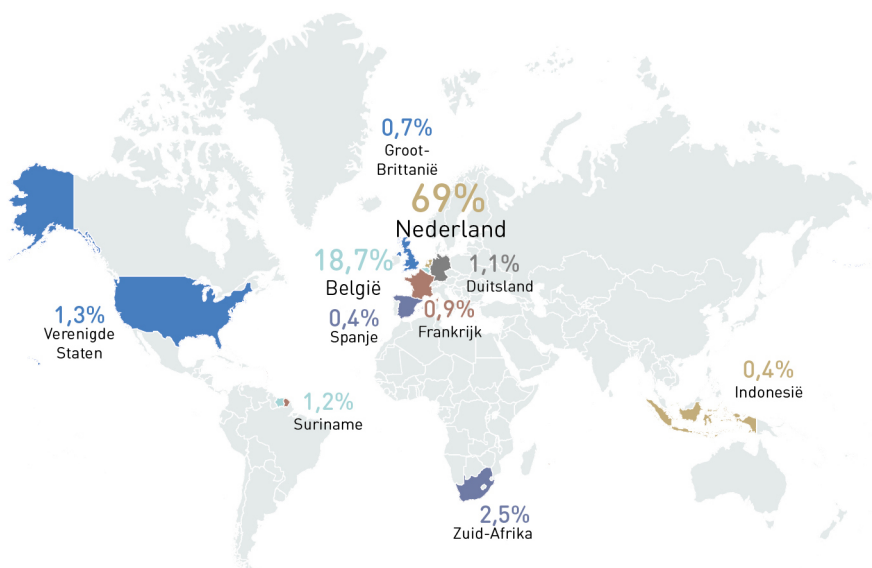 0,7%
Groot-
Brittanië
69%
Nederland
18,7%
België
1,1%
Duitsland
0,4%
Spanje
0,9%
Frankrijk
1,3%
Verenigde
Staten
0,4%
Indonesië
1,2%
Suriname
2,5%
Zuid-Afrika